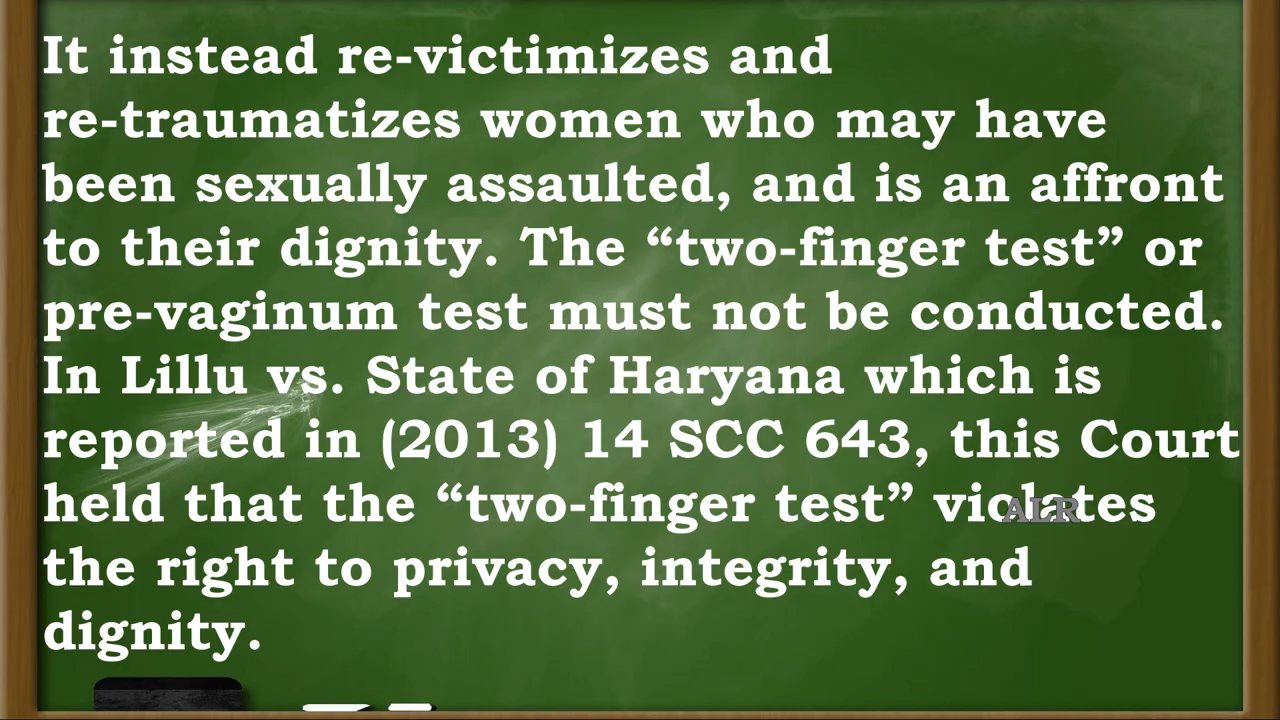 It instead re-victimizes and
re-traumatizes women who may have
been sexually assaulted, and is an affront
to their dignity. The “two-finger test” or
pre-vaginum test must not be conducted.
In Lillu vs. State of Haryana which is
reported in (2013) 14 SCC 643, this Court
held that the “two-finger test” violates
the right to privacy, integrity, and
dignity.
ALR